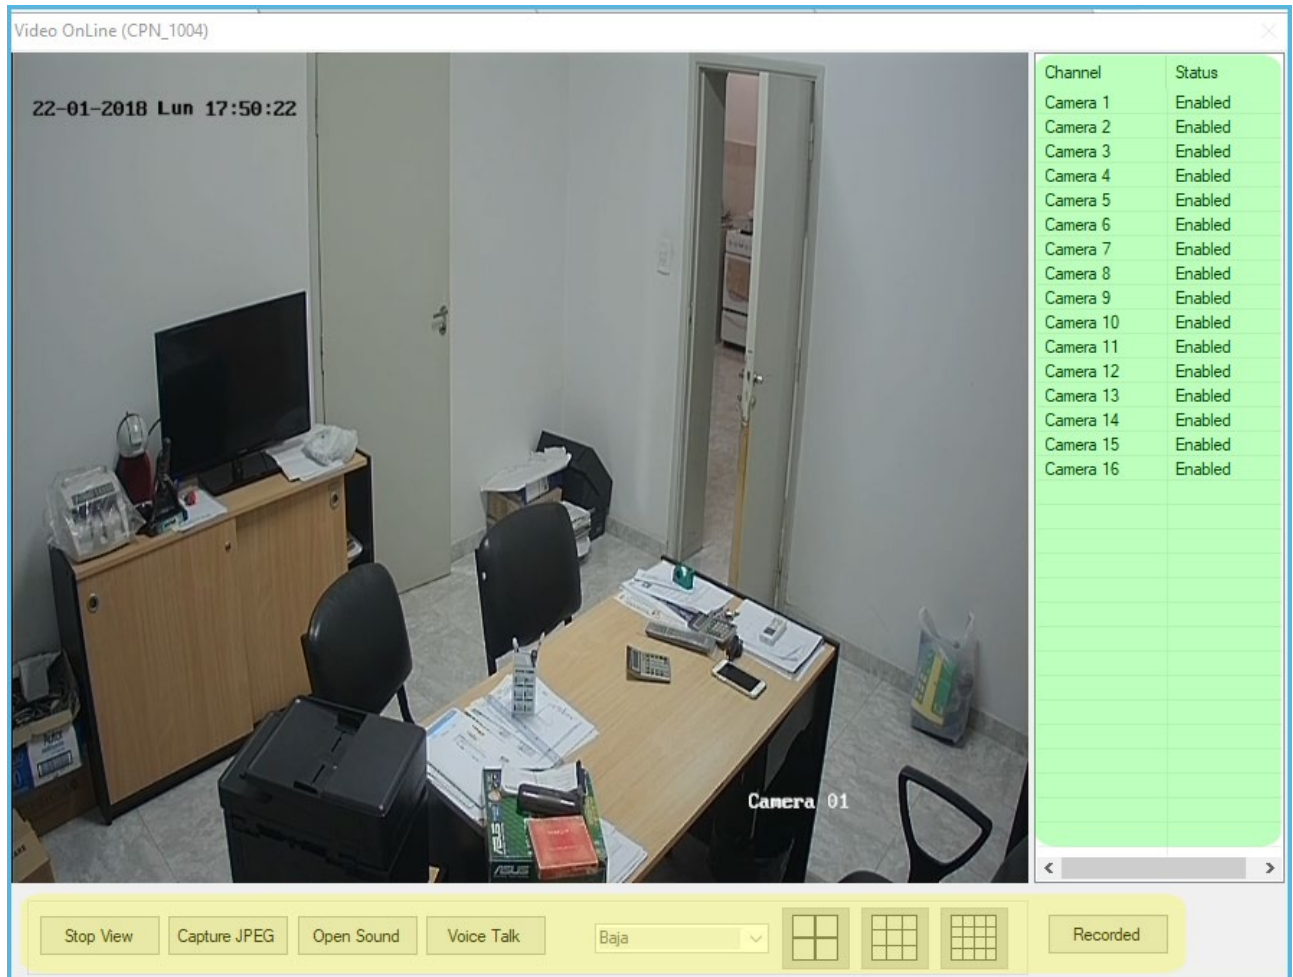 Video OnLine (CPN_1004)
22-01-2018 Lun 17:50:22
Channel Status
Camera 1 Enabled
Camera 2 Enabled
Camera 3 Enabled
Camera 4 Enabled
Camera 5 Enabled
Camera 6 Enabled
Camera 7 Enabled
Camera 8 Enabled
Camera 9 Enabled
Camera 10 Enabled
Camera 11 Enabled
Camera 12 Enabled
Camera 13 Enabled
Camera 14 Enabled
Camera 15 Enabled
Camera 16 Enabled
Camera 01
ASUS
ASUS
Stop View Capture JPEG Open Sound Voice Talk Baja Recorded